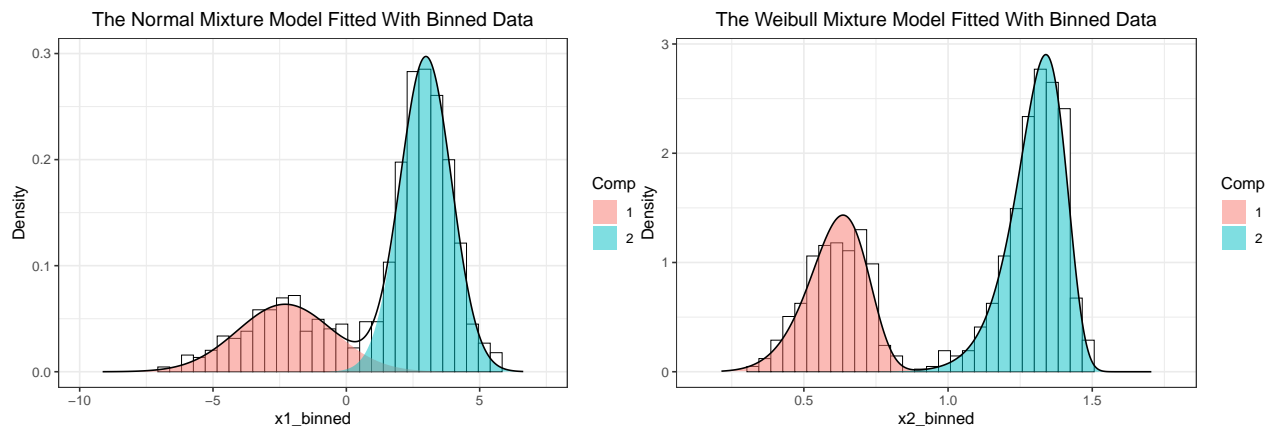 The Normal Mixture Model Fitted With Binned Data
0.3
0.2
0.1
0.0
Density
−10
−5
0
5
x1_binned
Comp
1
2
The Weibull Mixture Model Fitted With Binned Data
3
2
1
0
Density
0.5
1.0
1.5
x2_binned
Comp
1
2